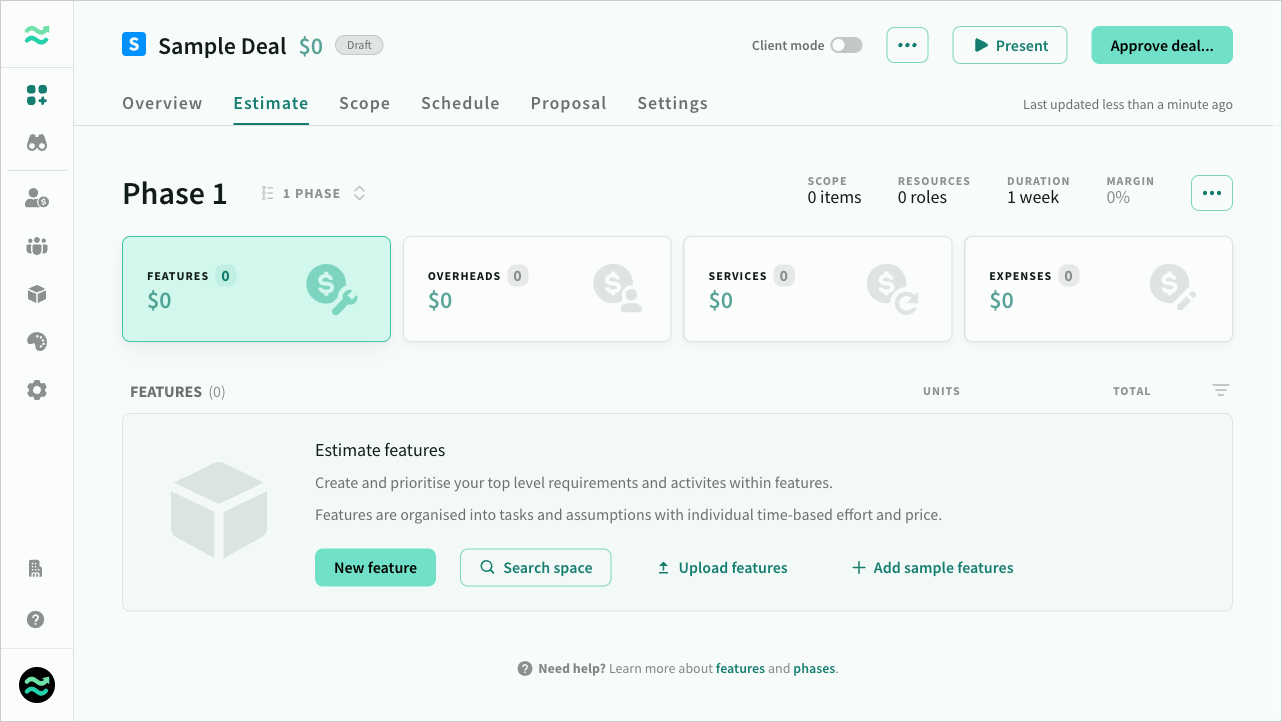 S Sample Deal $0 Draft
Client mode
Present
Approve deal...
Overview Estimate Scope Schedule Proposal Settings
Last updated less than a minute ago
Phase 1
1 PHASE
SCOPE RESOURCES DURATION MARGIN
0 items 0 roles 1 week 0%
FEATURES 0
$0
OVERHEADS 0
$0
SERVICES 0
$0
EXPENSES 0
$0
FEATURES (0) UNITS TOTAL
Estimate features
Create and prioritise your top level requirements and activites within features.
Features are organised into tasks and assumptions with individual time-based effort and price.
New feature Search space Upload features Add sample features
Need help? Learn more about features and phases.